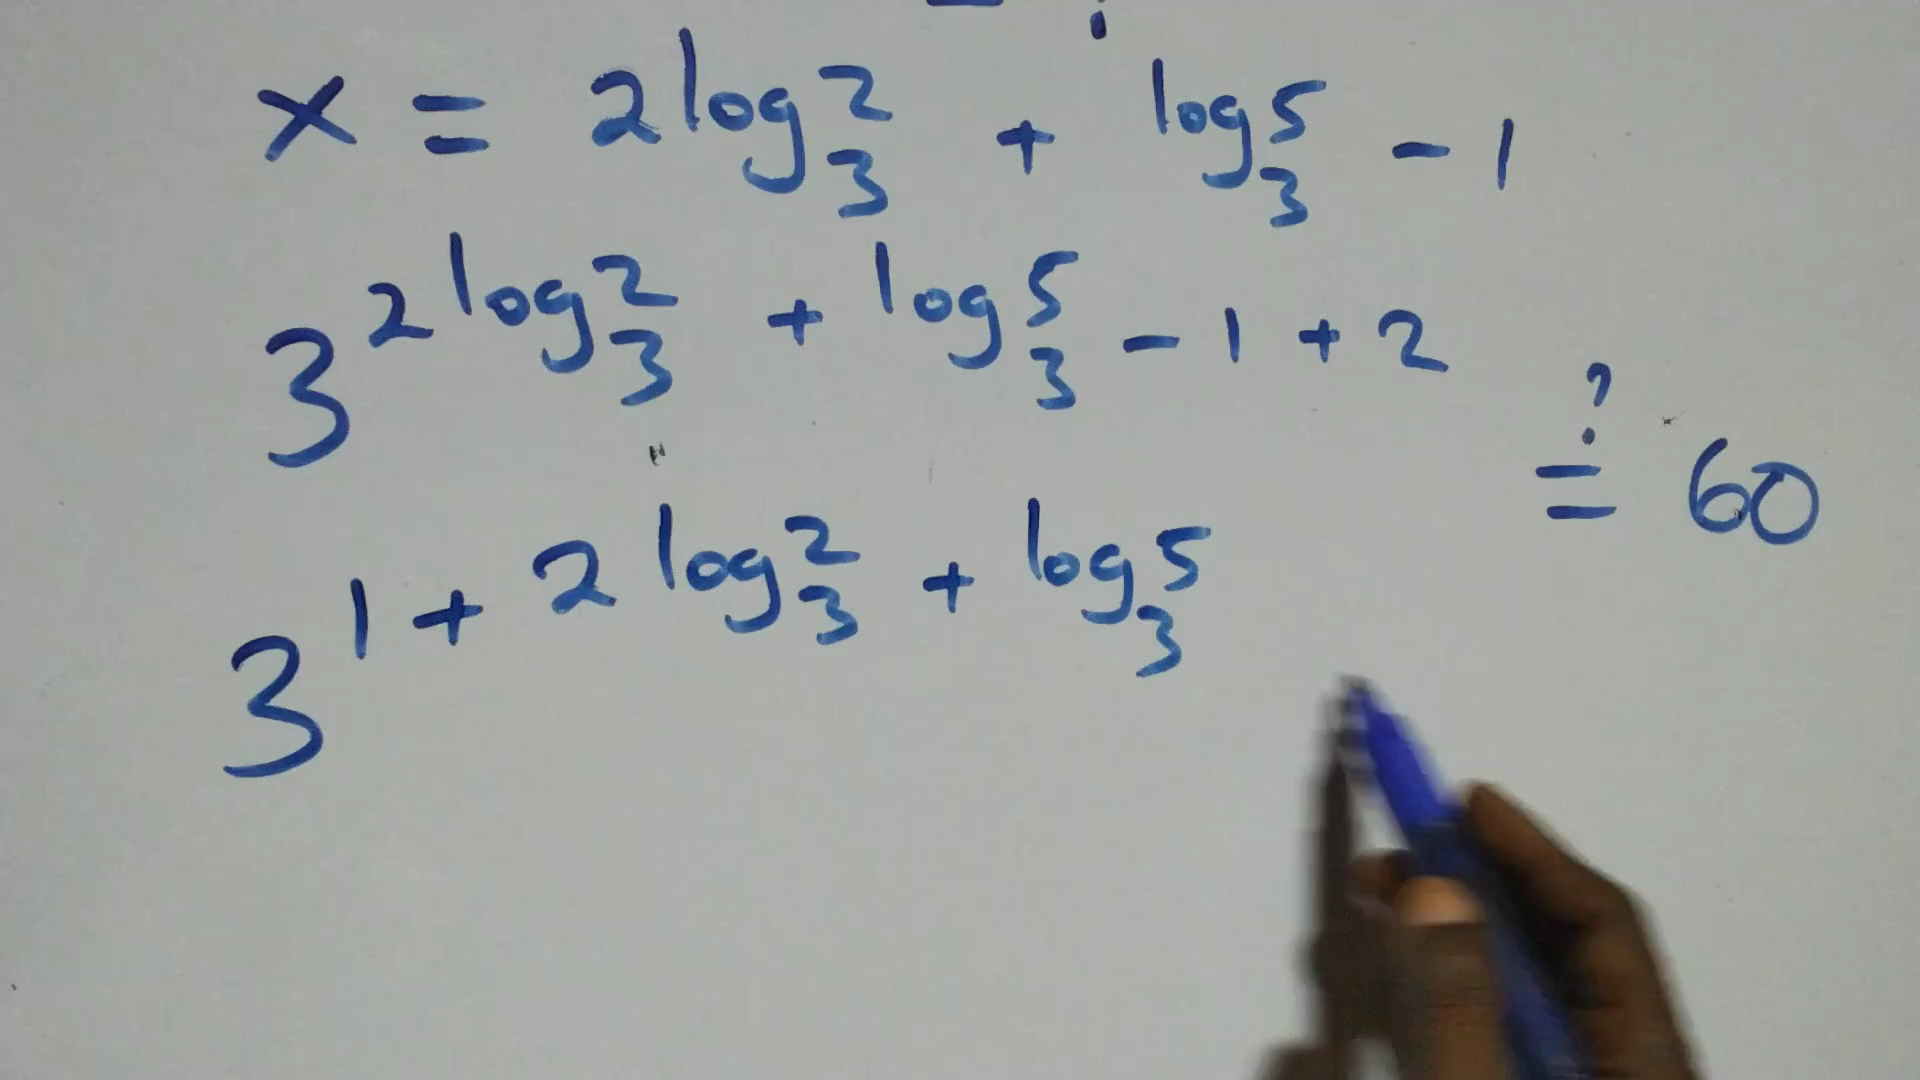 x = 2log₃2 + log₃5 - 1
3^(2log₃2 + log₃5 - 1 + 2)
≟ 60
3^(1 + 2log₃2 + log₃5)